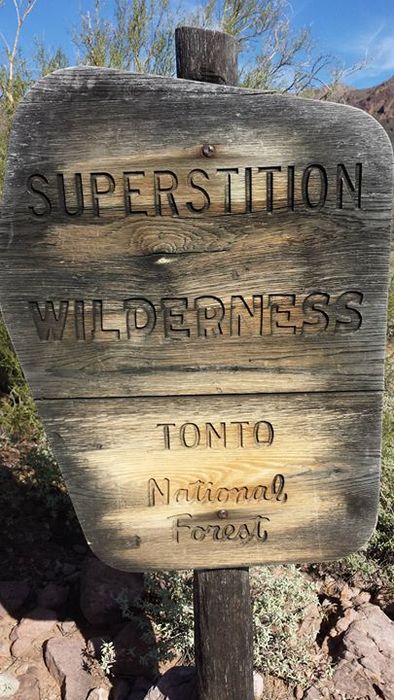 SUPERSTITION
WILDERNESS
TONTO
National
Forest